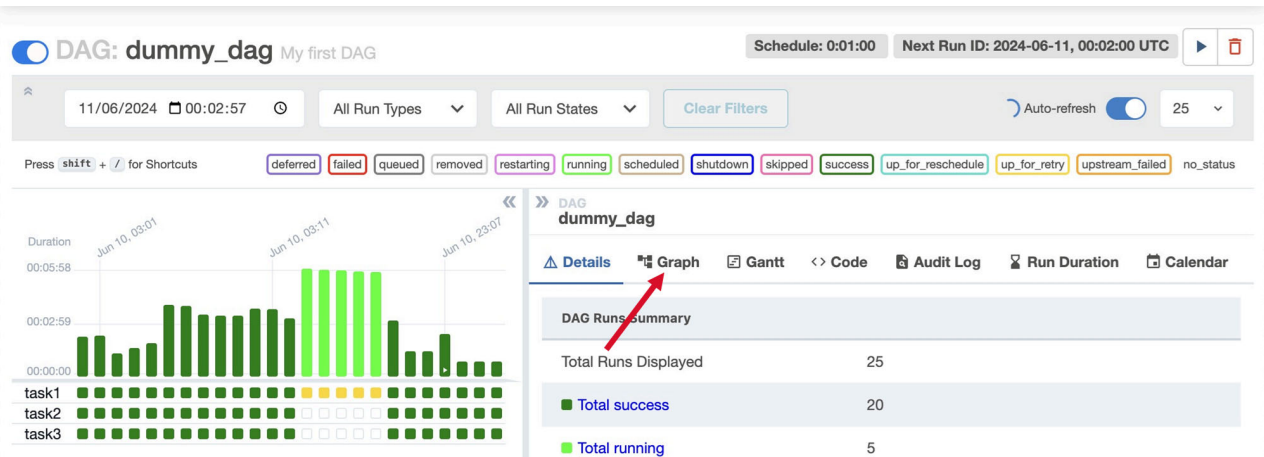 DAG: dummy_dag My first DAG
Schedule: 0:01:00 Next Run ID: 2024-06-11, 00:02:00 UTC
11/06/2024 00:02:57 All Run Types All Run States Clear Filters Auto-refresh 25
Press shift + / for Shortcuts deferred failed queued removed restarting running scheduled shutdown skipped success up_for_reschedule up_for_retry upstream_failed no_status
Duration
Jun 10, 03:01 Jun 10, 03:11 Jun 10, 23:07
00:05:58
00:02:59
00:00:00
task1
task2
task3
DAG
dummy_dag
Details Graph Gantt <> Code Audit Log Run Duration Calendar
DAG Runs Summary
Total Runs Displayed 25
Total success 20
Total running 5